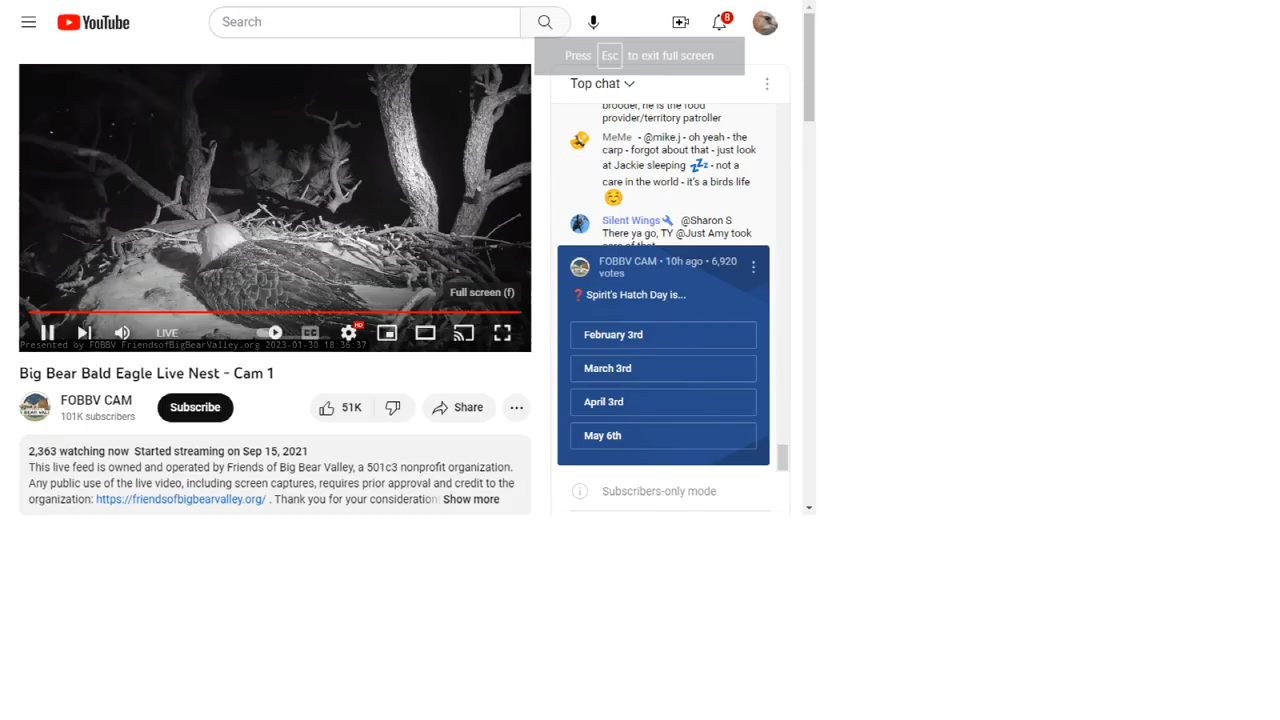 YouTube
Search
8
Press Esc to exit full screen
Top chat
brooder, he is the food
provider/territory patroller
MeMe - @mike.j - oh yeah - the
carp - forgot about that - just look
at Jackie sleeping 💤 - not a
care in the world - it's a birds life
☺️
Silent Wings @Sharon S
There ya go, TY @Just Amy took
care of that
FOBBV CAM • 10h ago • 6,920
votes
❓Spirit's Hatch Day is...
February 3rd
March 3rd
April 3rd
May 6th
Subscribers-only mode
Full screen (f)
LIVE
CC
HD
Presented by FOBBV FriendsofBigBearValley.org 2023-01-30 18:36:37
Big Bear Bald Eagle Live Nest - Cam 1
FOBBV CAM
101K subscribers
Subscribe
51K
Share
2,363 watching now Started streaming on Sep 15, 2021
This live feed is owned and operated by Friends of Big Bear Valley, a 501c3 nonprofit organization.
Any public use of the live video, including screen captures, requires prior approval and credit to the
organization: https://friendsofbigbearvalley.org/ . Thank you for your consideration Show more